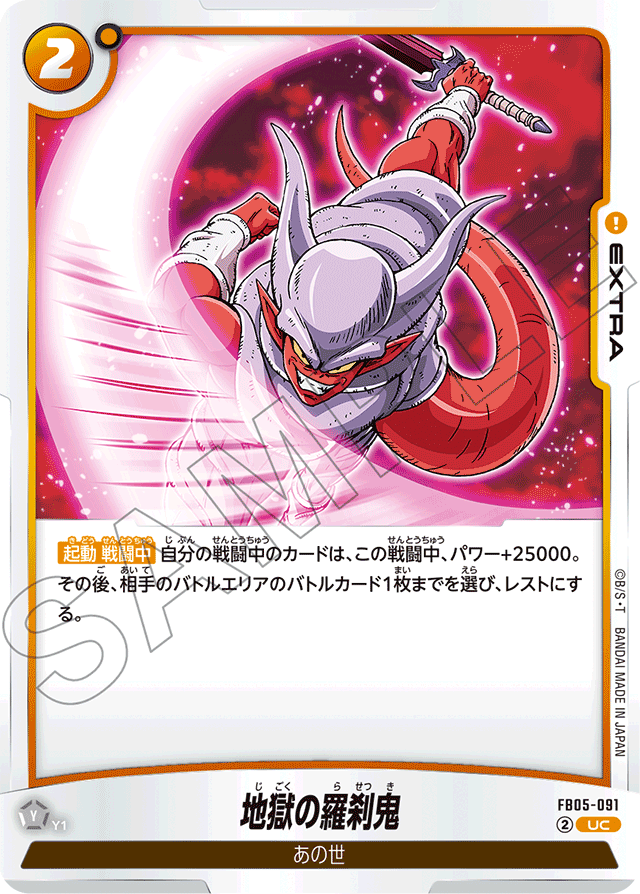 2
EXTRA
起動 戦闘中 自分の戦闘中のカードは、この戦闘中、パワー+25000。
その後、相手のバトルエリアのバトルカード1枚までを選び、レストにす
る。
SAMPLE
©B/S・T BANDAI MADE IN JAPAN
地獄の羅刹鬼
FB05-091
Y Y1
② UC
あの世